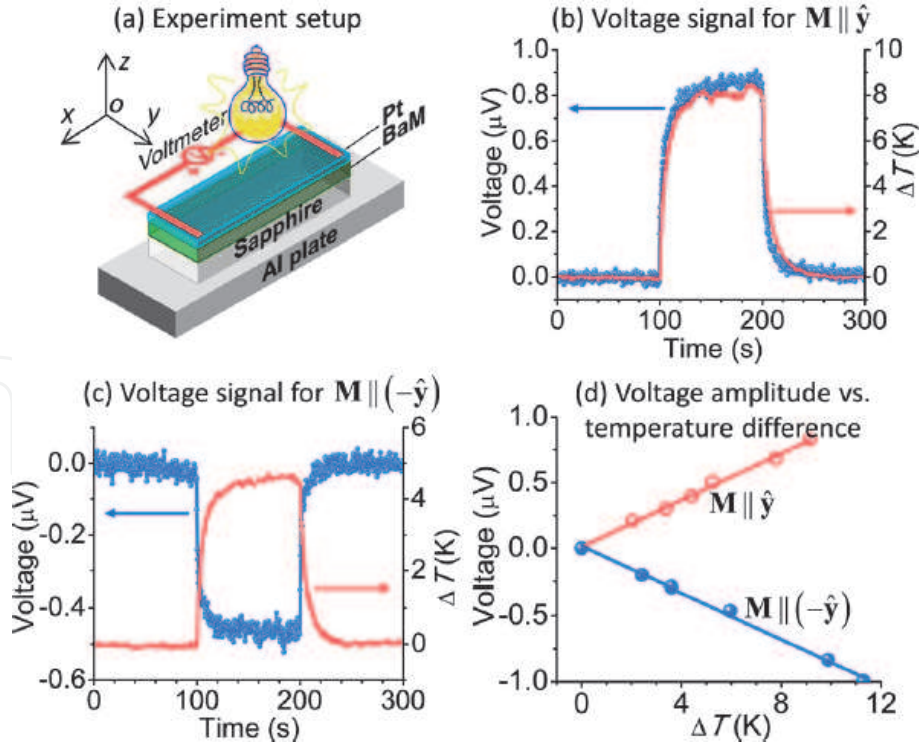 (a) Experiment setup
z
x
o
y
Voltmeter
Pt
BaM
Sapphire
Al plate
(b) Voltage signal for M || ŷ
Voltage (μV)
1.0
0.8
0.6
0.4
0.2
0.0
10
8
6
4
2
0
ΔT(K)
0 100 200 300
Time (s)
(c) Voltage signal for M || (−ŷ)
Voltage (μV)
0.0
-0.2
-0.4
-0.6
6
4
2
0
ΔT(K)
0 100 200 300
Time (s)
(d) Voltage amplitude vs.
temperature difference
Voltage (μV)
1.0
0.5
0.0
-0.5
-1.0
M || ŷ
M || (−ŷ)
0 4 8 12
ΔT(K)